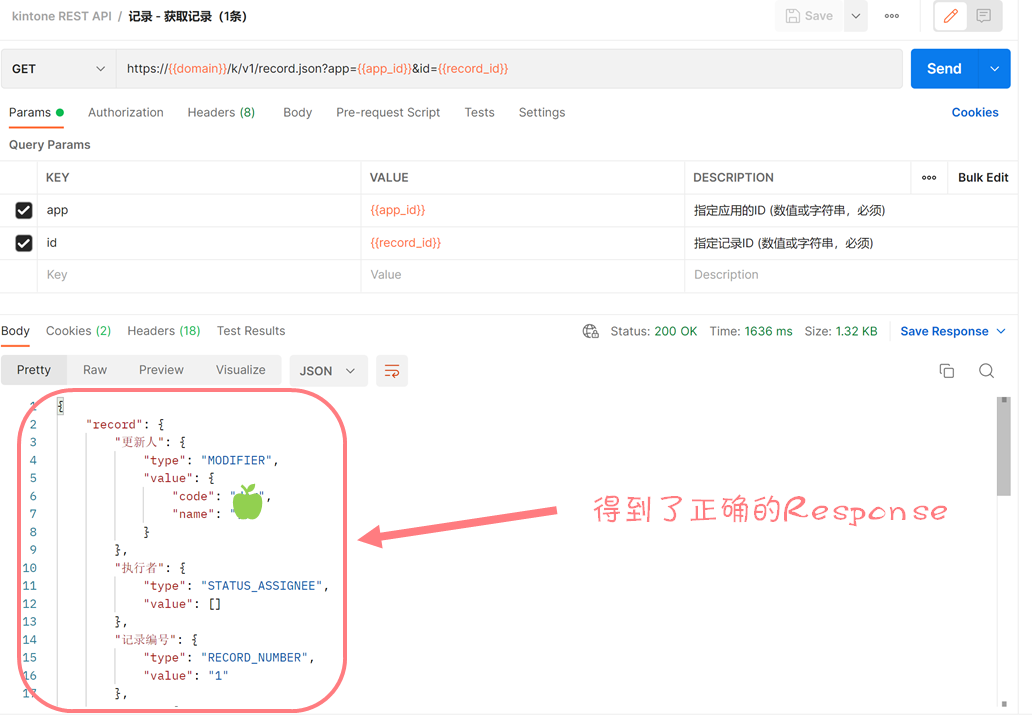 kintone REST API / 记录 - 获取记录（1条）
Save
GET
https://{{domain}}/k/v1/record.json?app={{app_id}}&id={{record_id}}
Send
Params Authorization Headers (8) Body Pre-request Script Tests Settings Cookies
Query Params
KEY VALUE DESCRIPTION ooo Bulk Edit
app {{app_id}} 指定应用的ID (数值或字符串，必须)
id {{record_id}} 指定记录ID (数值或字符串，必须)
Key Value Description
Body Cookies (2) Headers (18) Test Results Status: 200 OK Time: 1636 ms Size: 1.32 KB Save Response
Pretty Raw Preview Visualize JSON
1 {
2 "record": {
3 "更新人": {
4 "type": "MODIFIER",
5 "value": {
6 "code": " ",
7 "name": "
8 }
9 },
10 "执行者": {
11 "type": "STATUS_ASSIGNEE",
12 "value": []
13 },
14 "记录编号": {
15 "type": "RECORD_NUMBER",
16 "value": "1"
17 },
得到了正确的Response